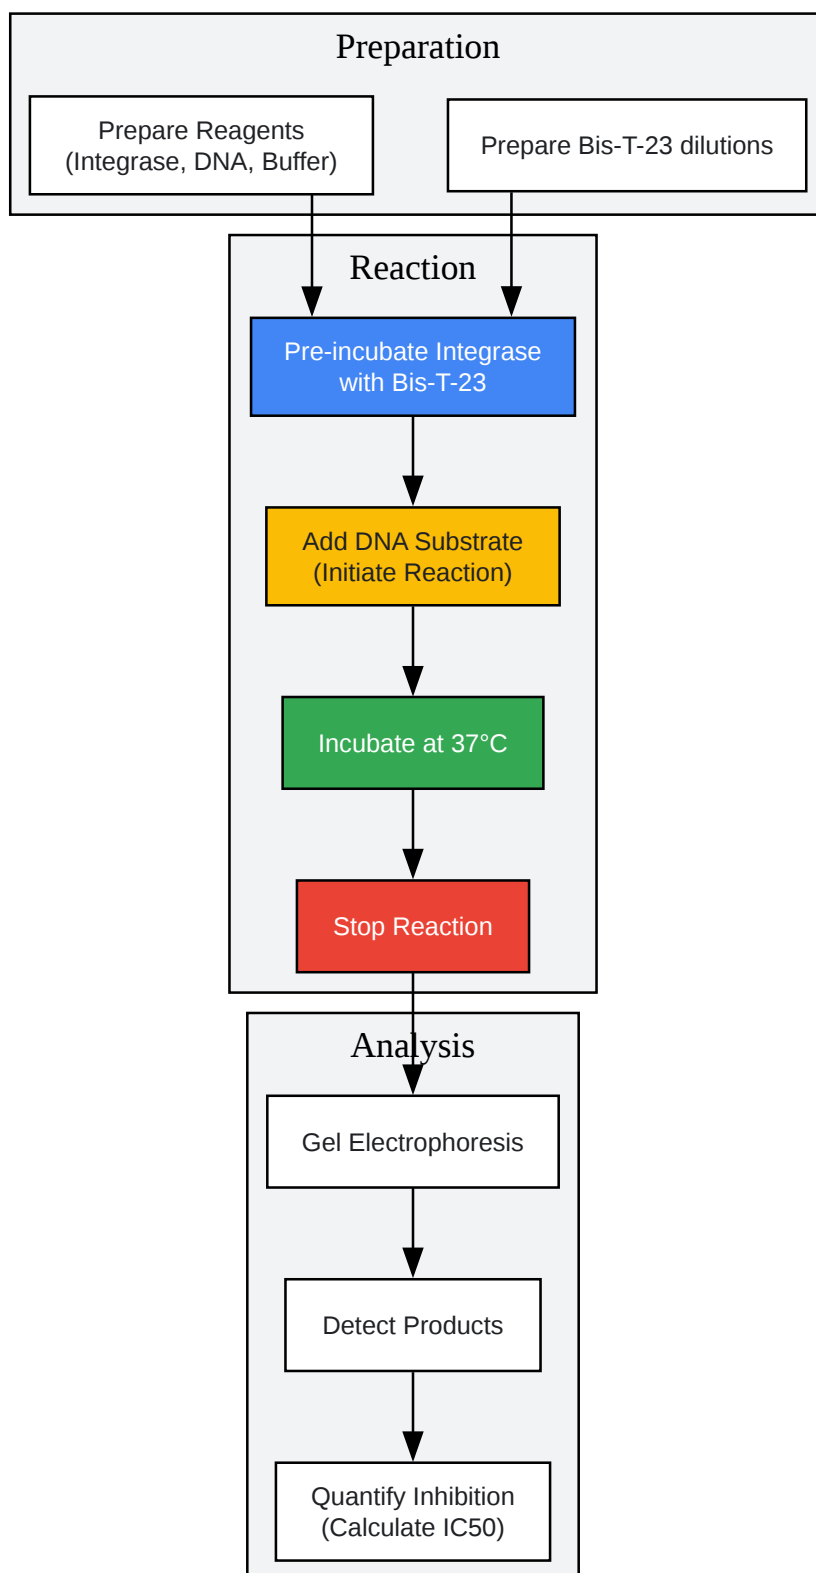 Preparation
Prepare Reagents
(Integrase, DNA, Buffer)
Prepare Bis-T-23 dilutions
Reaction
Pre-incubate Integrase
with Bis-T-23
Add DNA Substrate
(Initiate Reaction)
Incubate at 37°C
Stop Reaction
Analysis
Gel Electrophoresis
Detect Products
Quantify Inhibition
(Calculate IC50)